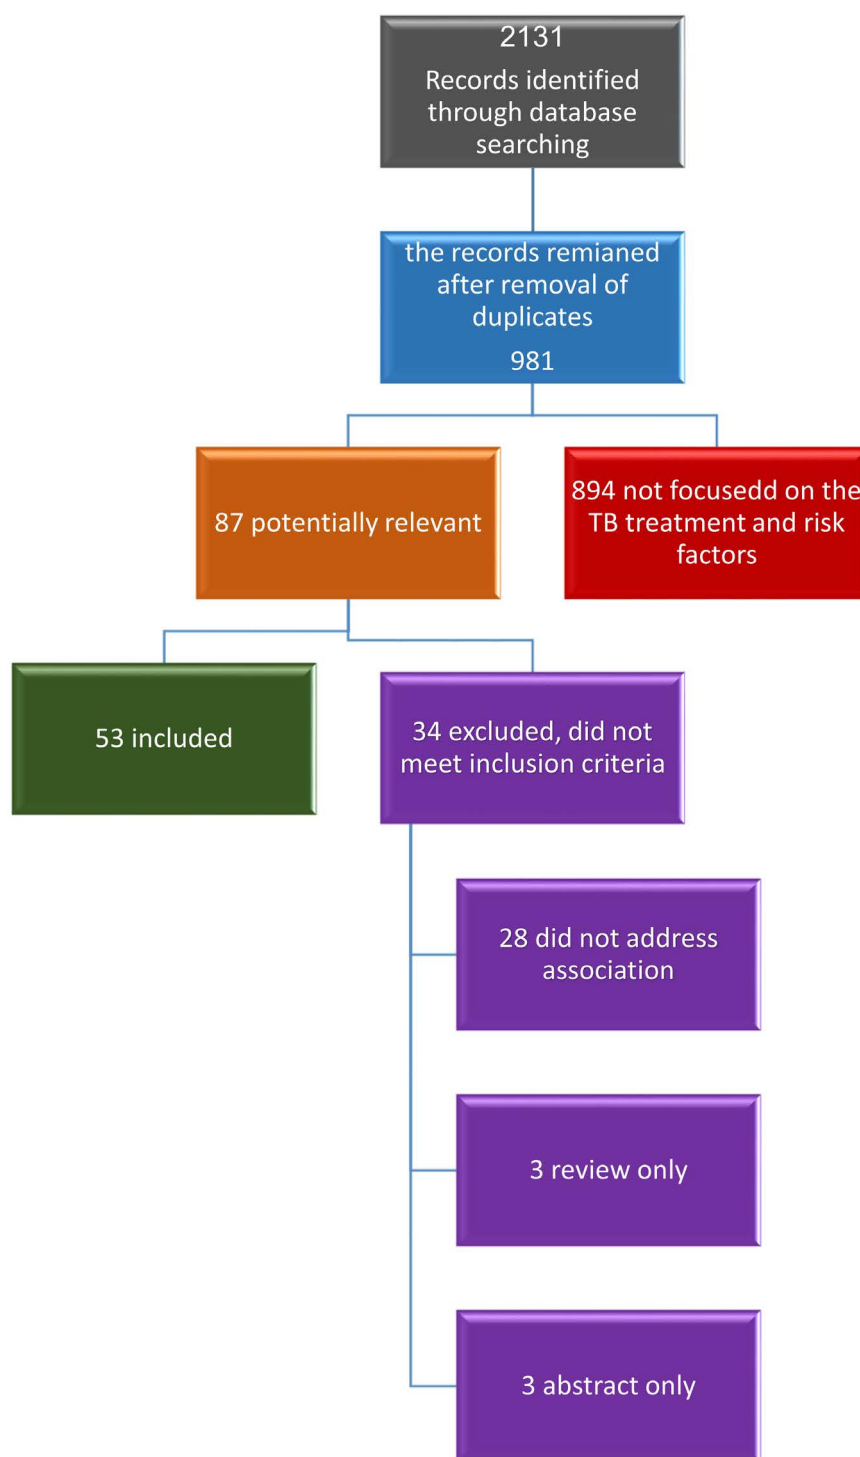 2131
Records identified
through database
searching
the records remianed
after removal of
duplicates
981
87 potentially relevant
894 not focusedd on the
TB treatment and risk
factors
53 included
34 excluded, did not
meet inclusion criteria
28 did not address
association
3 review only
3 abstract only